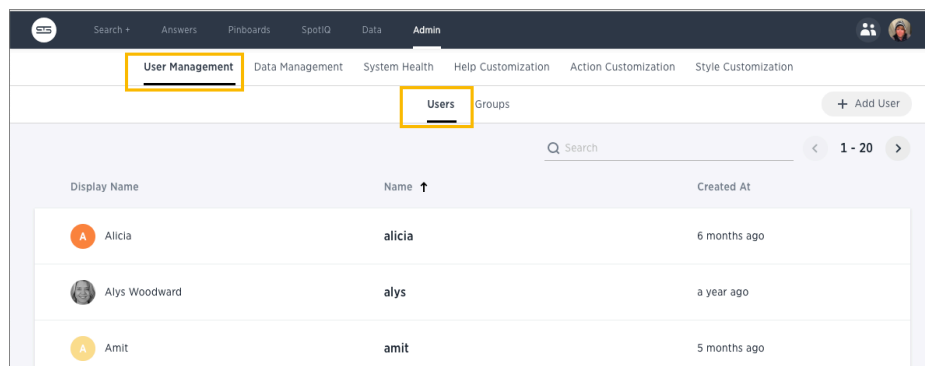 Search + Answers Pinboards SpotIQ Data Admin
User Management Data Management System Health Help Customization Action Customization Style Customization
Users Groups + Add User
Search < 1 - 20 >
Display Name Name ↑ Created At
A Alicia alicia 6 months ago
Alys Woodward alys a year ago
A Amit amit 5 months ago